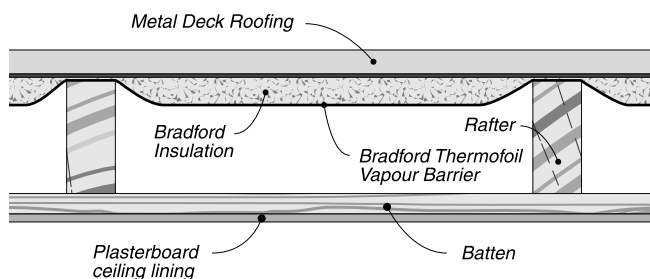 Metal Deck Roofing
Bradford
Insulation
Bradford Thermofoil
Vapour Barrier
Rafter
Plasterboard
ceiling lining
Batten